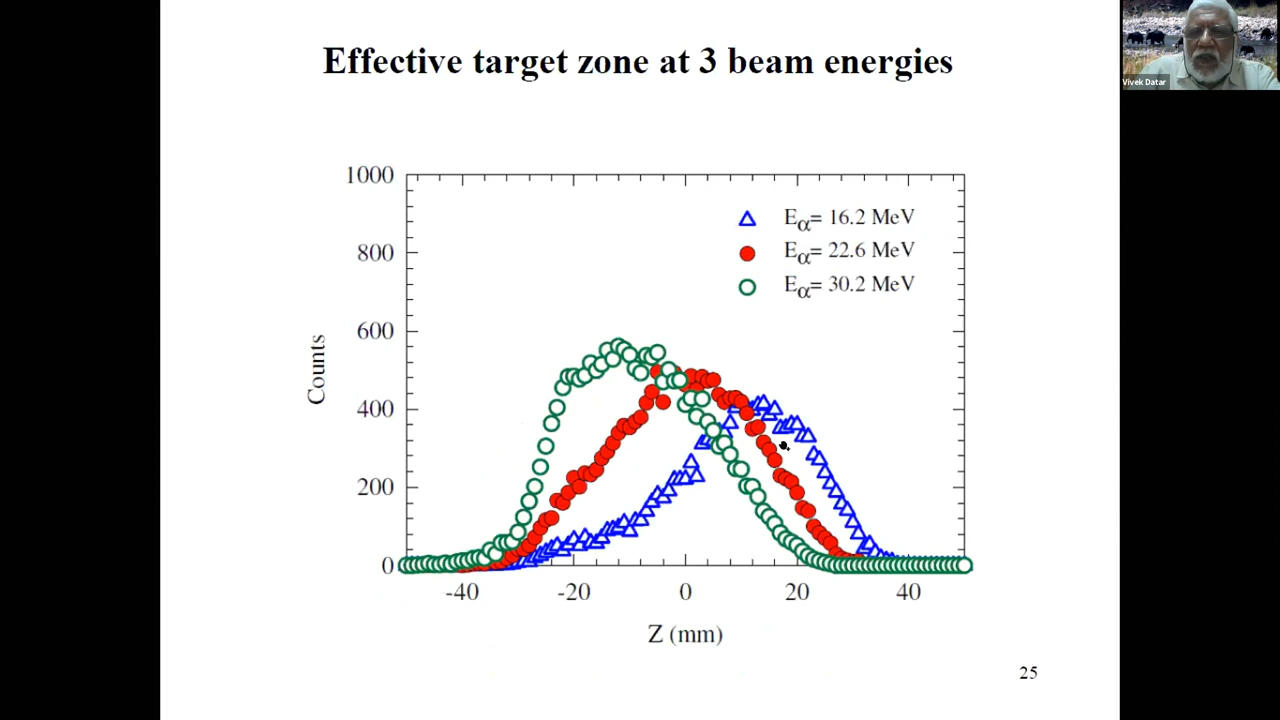 Effective target zone at 3 beam energies
Vivek Datar
1000
800
600
400
200
0
Counts
Eα= 16.2 MeV
Eα= 22.6 MeV
Eα= 30.2 MeV
-40 -20 0 20 40
Z (mm)
25